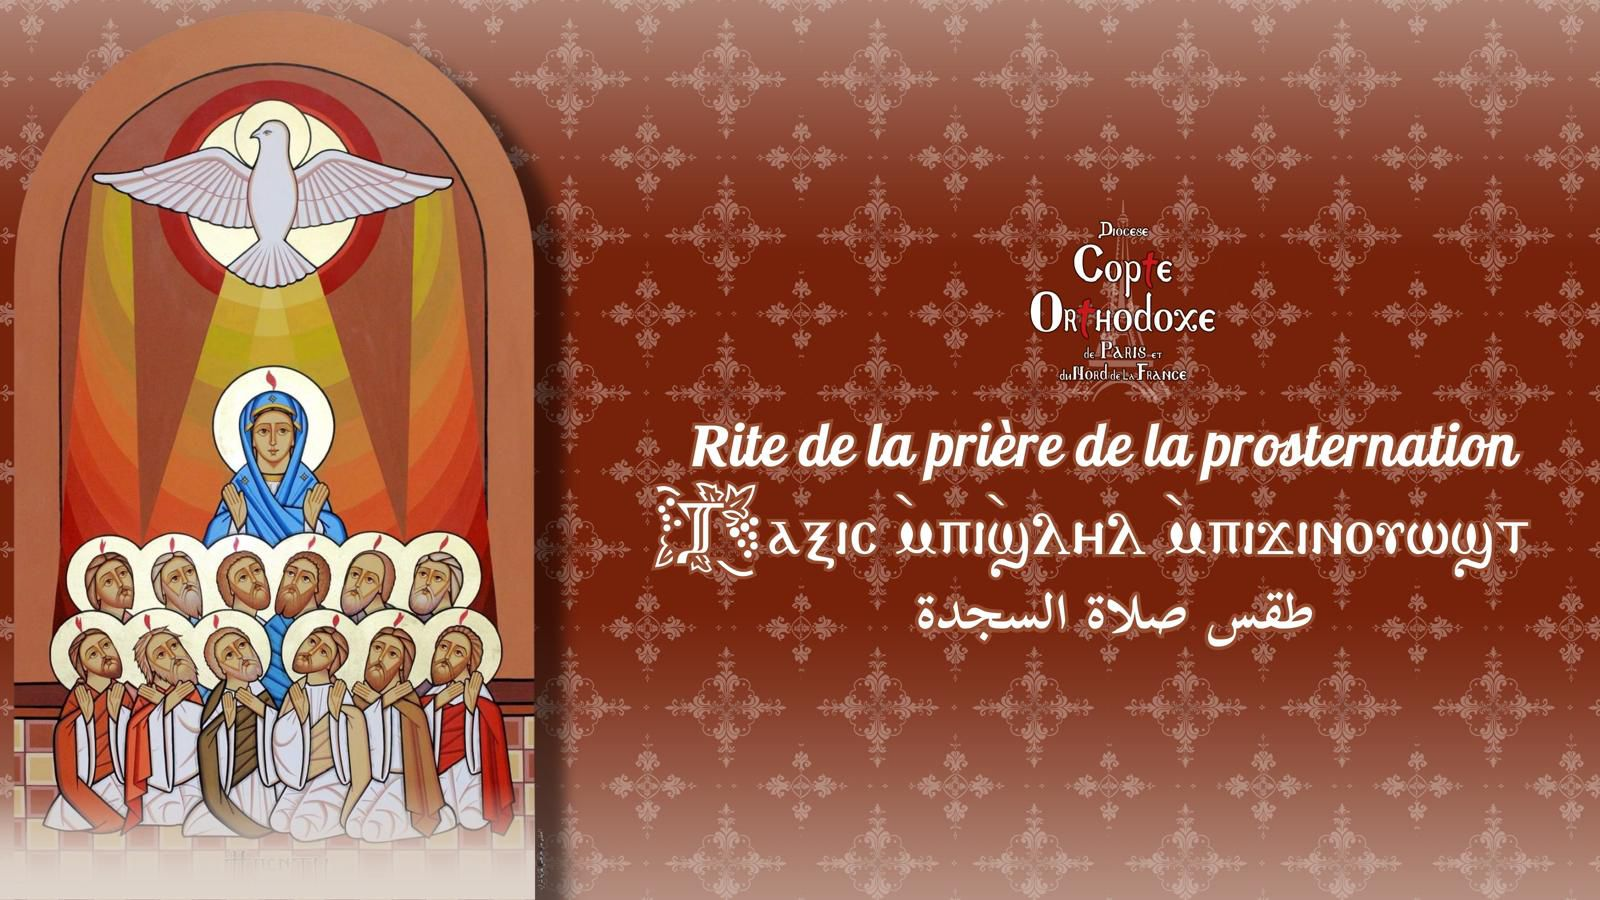 Diocese
Copte
Orthodoxe
de Paris et
du Nord de La France
Rite de la prière de la prosternation
Ⲧⲁⲝⲓⲥ ⲙ̀ⲡⲓϣ̀ⲗⲏⲗ ⲙ̀ⲡⲓϫⲓⲛⲟⲩⲱϣⲧ
طقس صلاة السجدة